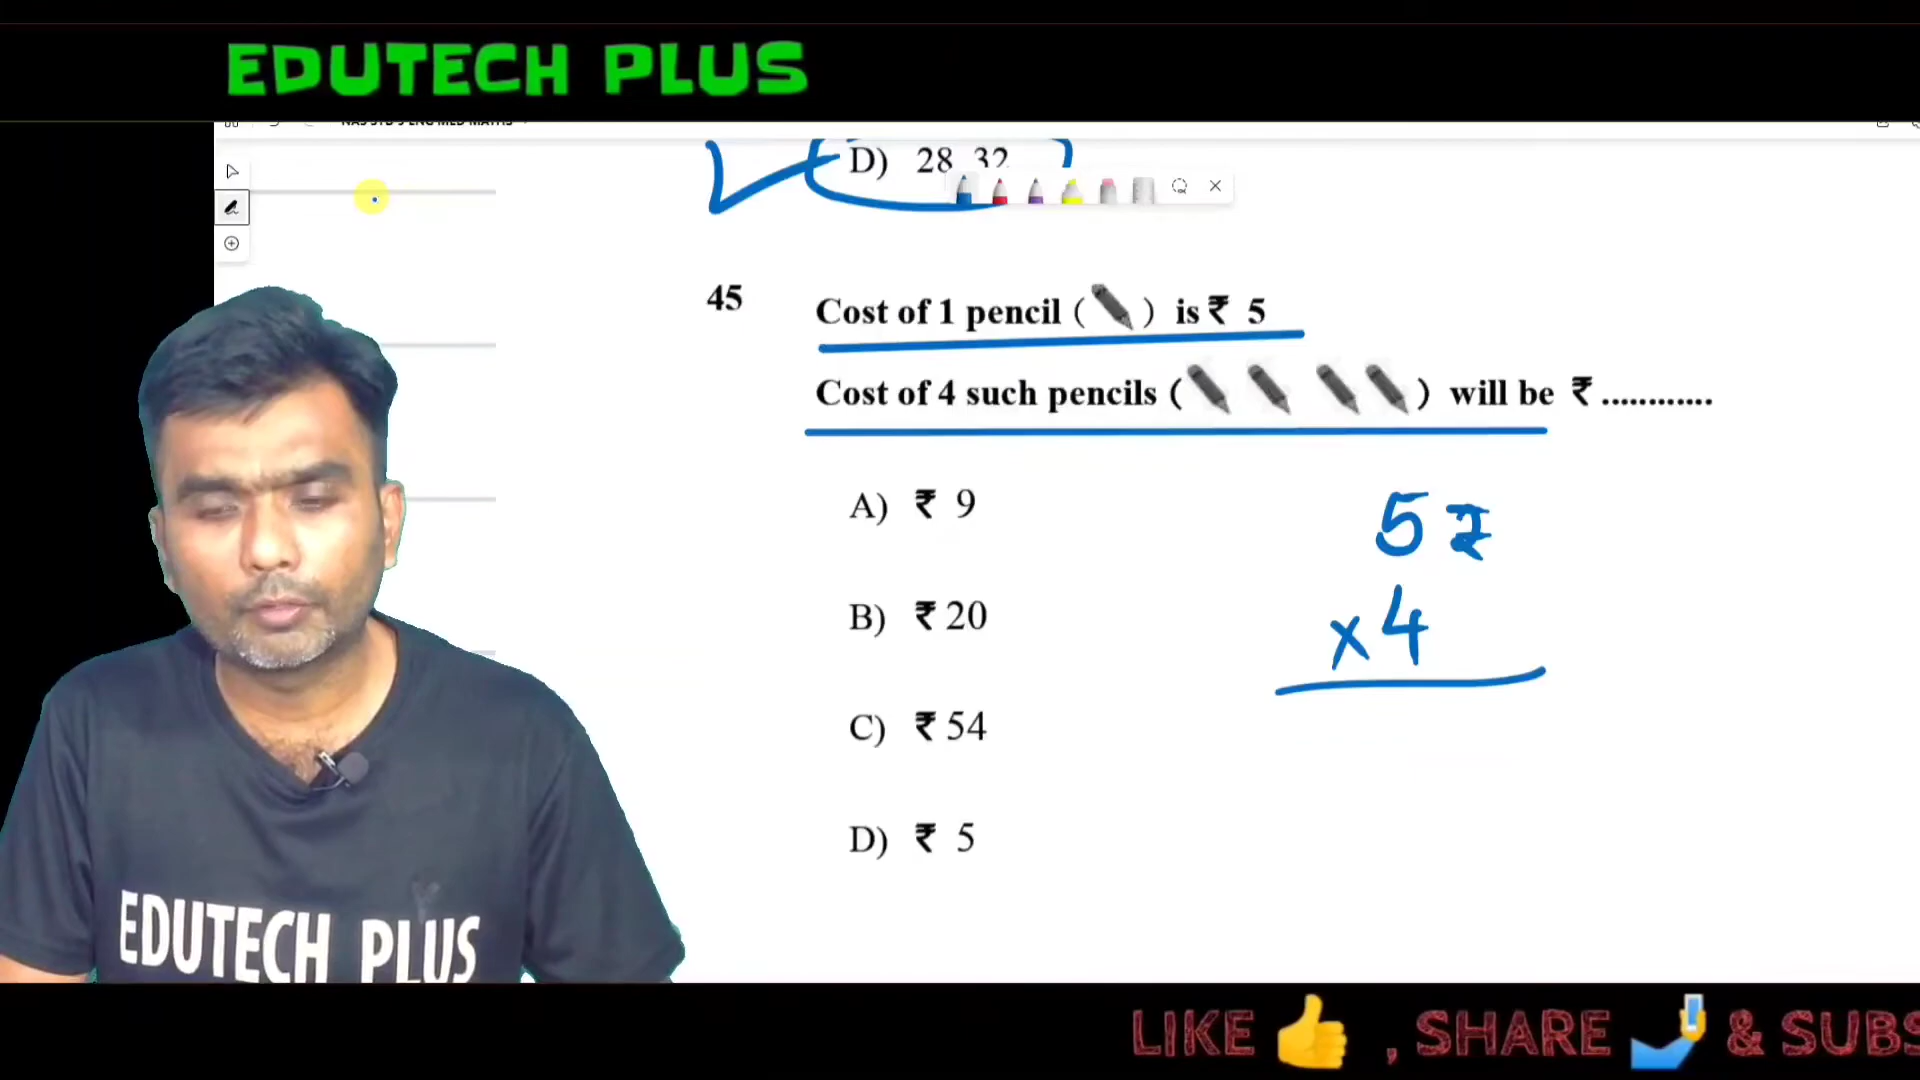 EDUTECH PLUS
D) 28, 32
45 Cost of 1 pencil ( ) is ₹ 5
Cost of 4 such pencils ( ) will be ₹ ............
A) ₹ 9
B) ₹ 20
C) ₹ 54
D) ₹ 5
5 ₹
x 4
EDUTECH PLUS
LIKE 👍 , SHARE 🤳 & SUBS